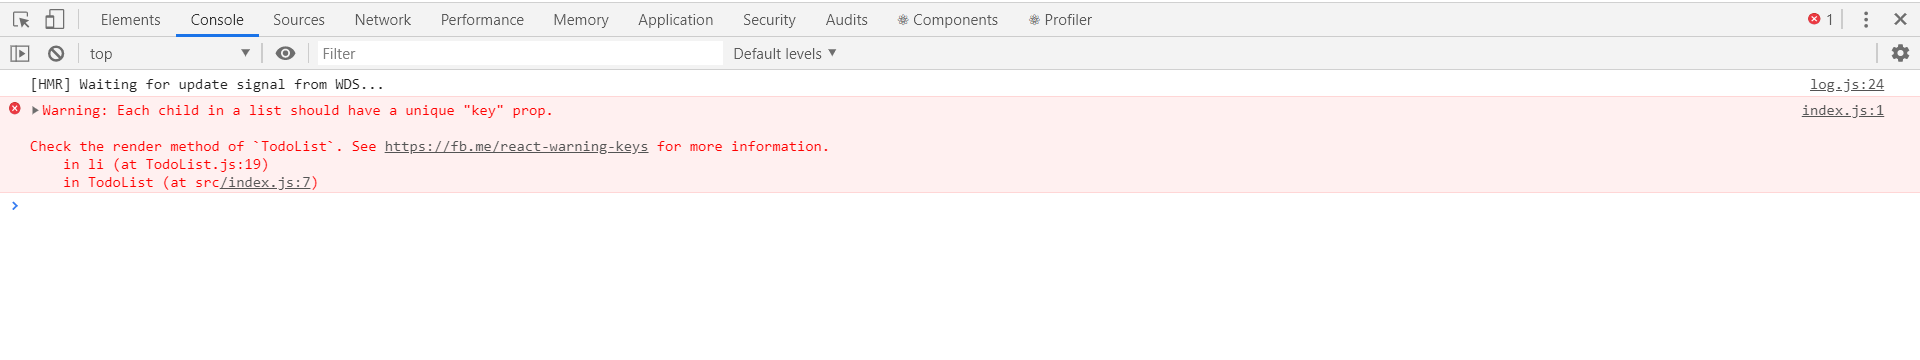 Elements Console Sources Network Performance Memory Application Security Audits Components Profiler 1
top Filter Default levels
[HMR] Waiting for update signal from WDS... log.js:24
Warning: Each child in a list should have a unique "key" prop. index.js:1
Check the render method of `TodoList`. See https://fb.me/react-warning-keys for more information.
in li (at TodoList.js:19)
in TodoList (at src/index.js:7)